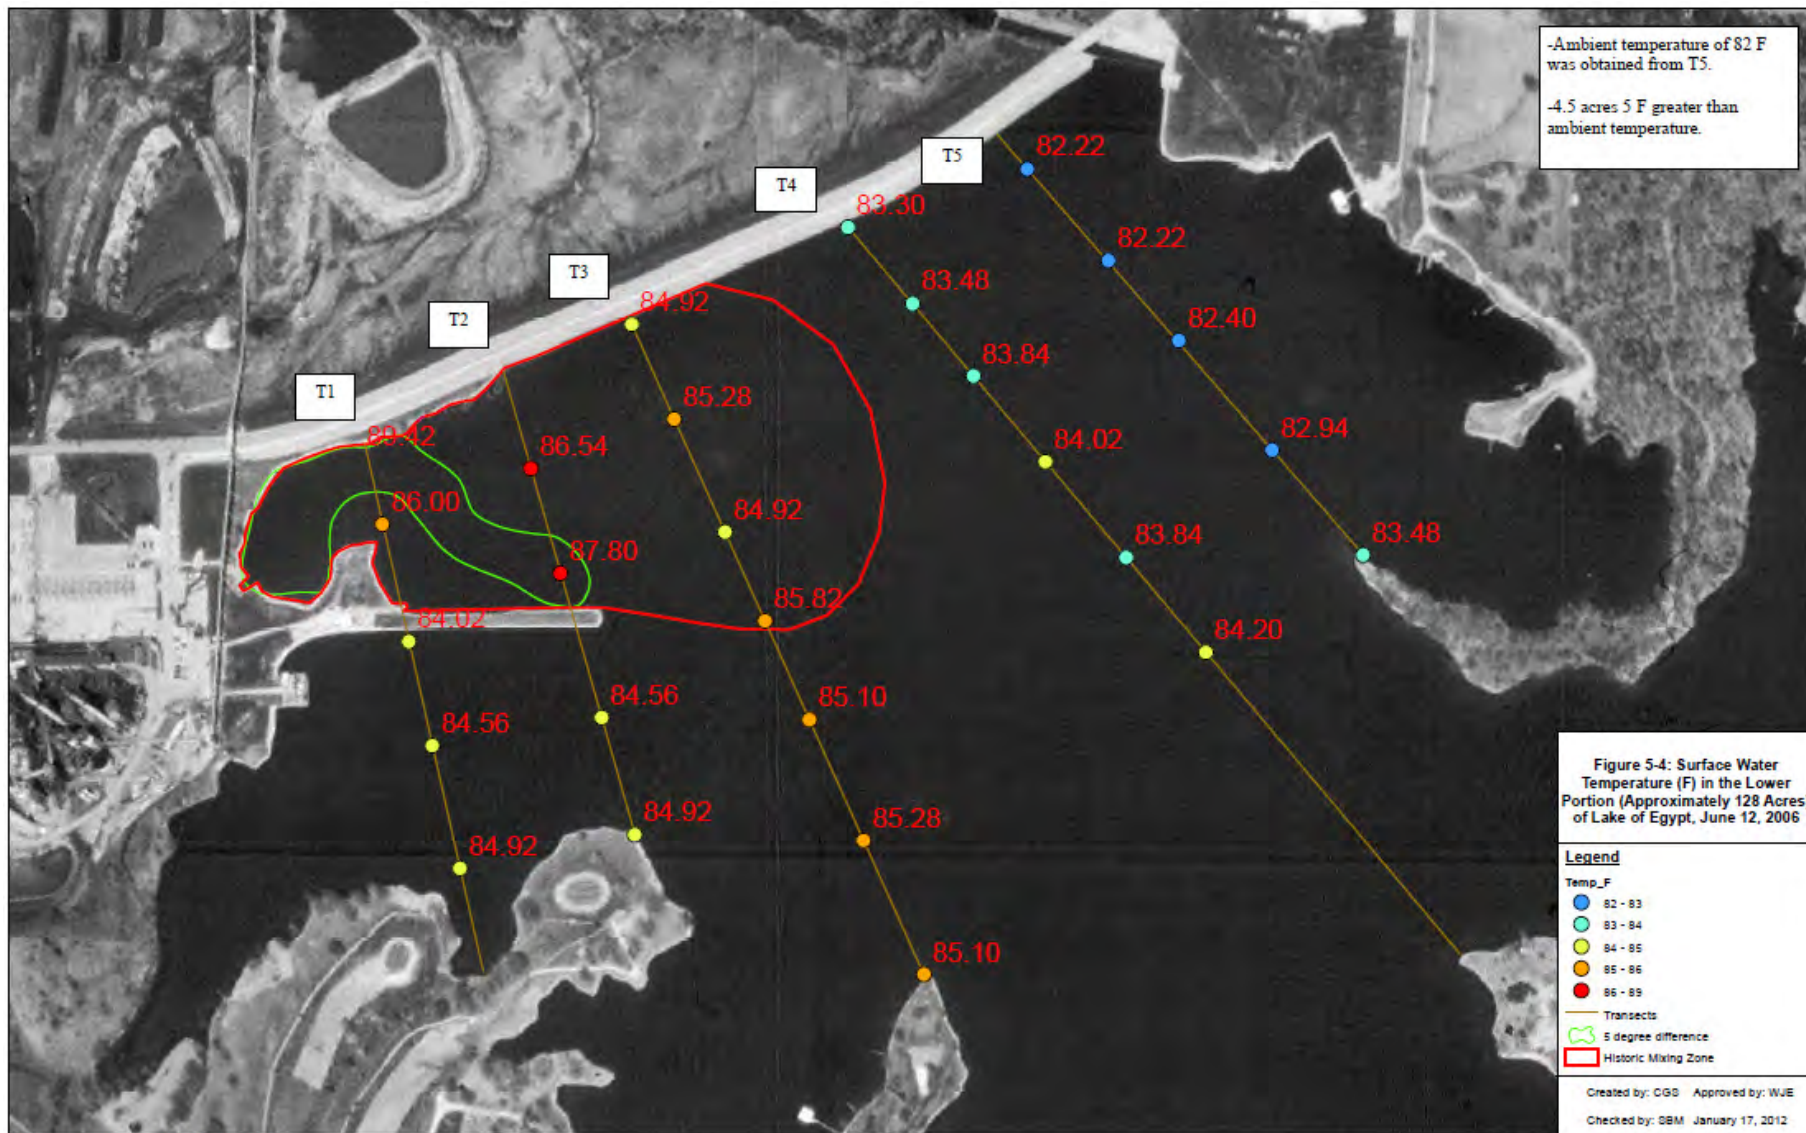 -Ambient temperature of 82 F
was obtained from T5.
-4.5 acres 5 F greater than
ambient temperature.
T5
82.22
T4
83.30
82.22
T3
83.48
84.92
T2
82.40
83.84
T1
85.28
89.42
86.54
84.02
82.94
86.00
84.92
87.80
83.84
83.48
84.02
85.82
84.20
84.56
84.56
85.10
84.92
84.92
85.28
85.10
Figure 5-4: Surface Water
Temperature (F) in the Lower
Portion (Approximately 128 Acres)
of Lake of Egypt, June 12, 2006
Legend
Temp_F
82 - 83
83 - 84
84 - 85
85 - 86
86 - 89
Transects
5 degree difference
Historic Mixing Zone
Created by: CGS Approved by: WJE
Checked by: SBM January 17, 2012